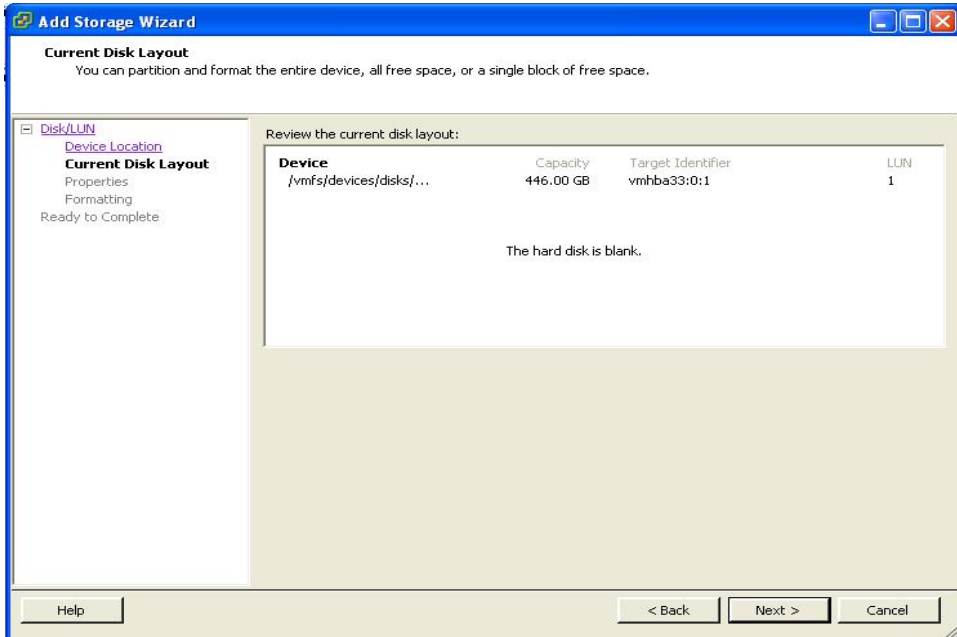 Add Storage Wizard
Current Disk Layout
You can partition and format the entire device, all free space, or a single block of free space.
Disk/LUN
Device Location
Current Disk Layout
Properties
Formatting
Ready to Complete
Review the current disk layout:
Device Capacity Target Identifier LUN
/vmfs/devices/disks/... 446.00 GB vmhba33:0:1 1
The hard disk is blank.
Help < Back Next > Cancel